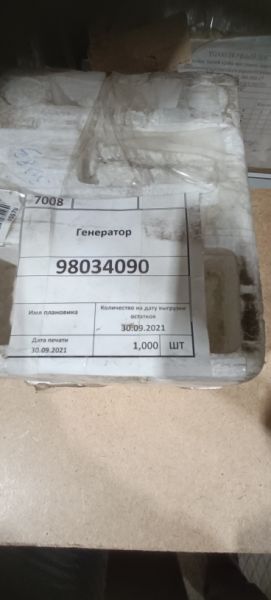 7008
Генератор
98034090
Имя плановика
Количество на дату выгрузки
остатков
30.09.2021
Дата печати
30.09.2021
1,000
ШТ